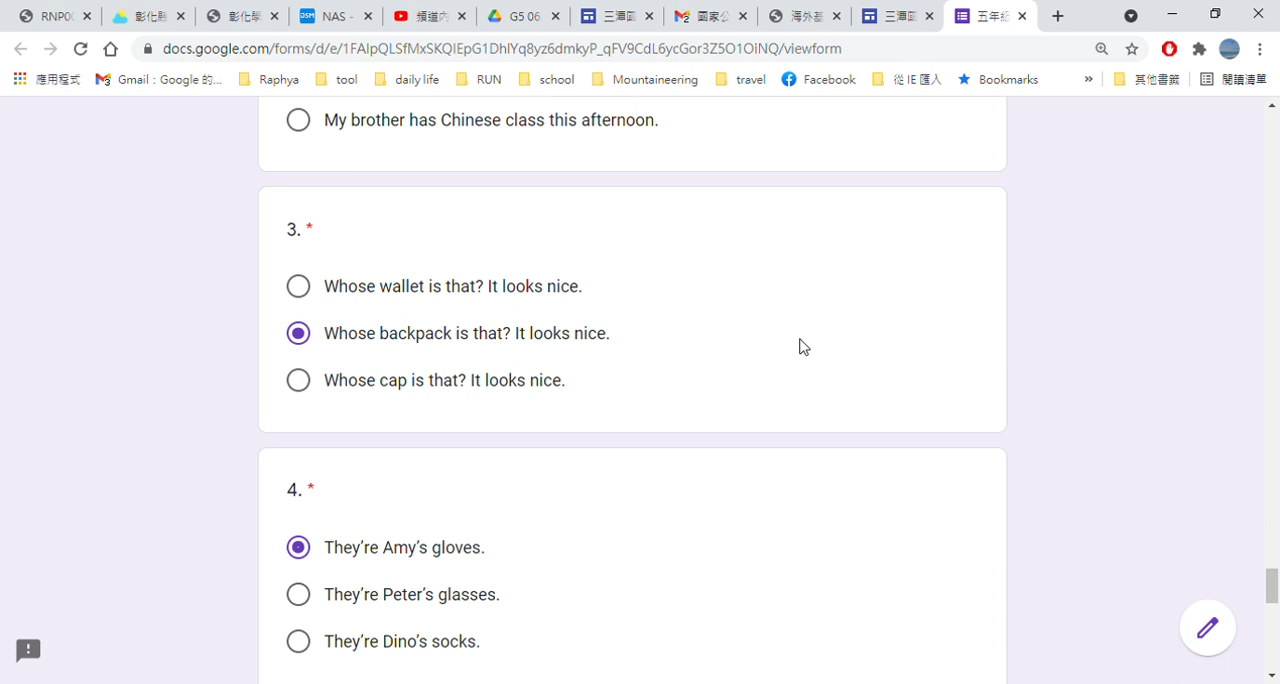 RNP0
彰化縣
彰化學
DSM NAS -
頻道內
G5 06.
三潭國
國家公
海外
三潭國
五年級
docs.google.com/forms/d/e/1FAIpQLSfMxSKQIEpG1DhlYq8yz6dmkyP_qFV9CdL6ycGor3Z5O1OiNQ/viewform
應用程式
Gmail：Google 的...
Raphya
tool
daily life
RUN
school
Mountaineering
travel
Facebook
從 IE 匯入
Bookmarks
»
其他書籤
閱讀清單
My brother has Chinese class this afternoon.
3. *
Whose wallet is that? It looks nice.
Whose backpack is that? It looks nice.
Whose cap is that? It looks nice.
4. *
They’re Amy’s gloves.
They’re Peter’s glasses.
They’re Dino’s socks.